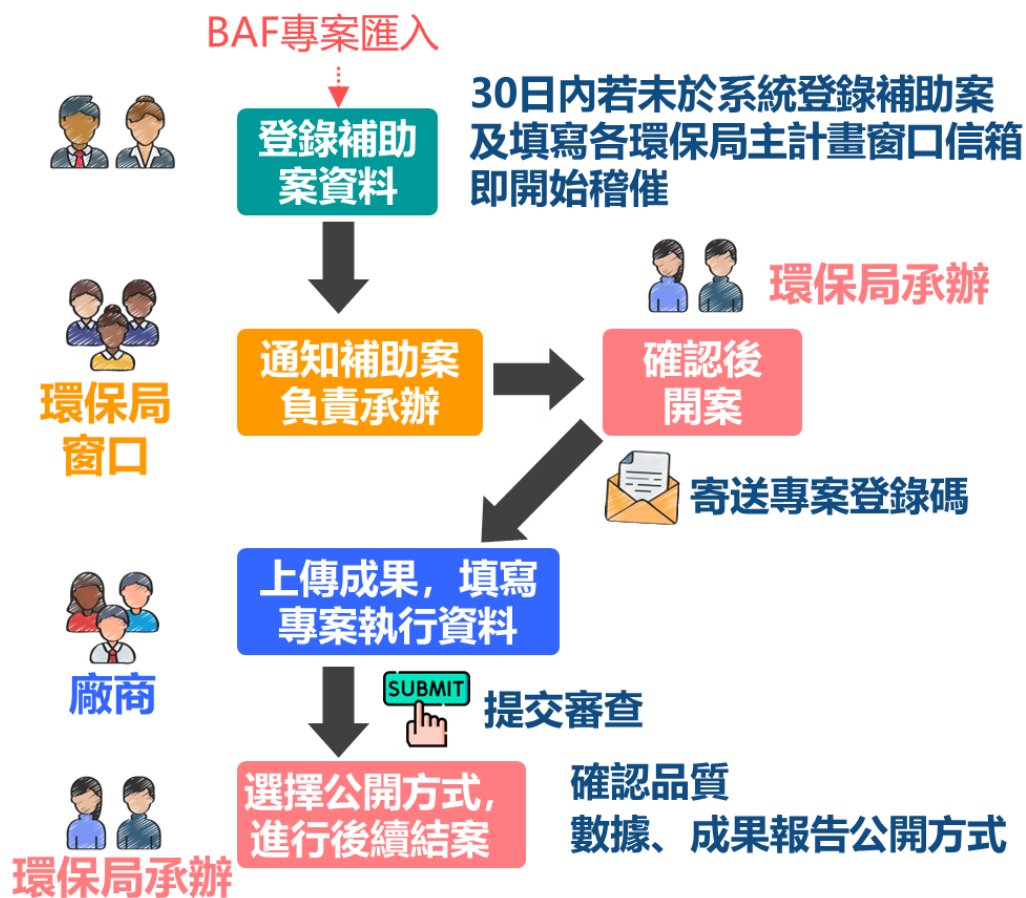 BAF專案匯入
登錄補助
案資料
30日內若未於系統登錄補助案
及填寫各環保局主計畫窗口信箱
即開始稽催
環保局
窗口
通知補助案
負責承辦
環保局承辦
確認後
開案
寄送專案登錄碼
廠商
上傳成果，填寫
專案執行資料
SUBMIT
提交審查
環保局承辦
選擇公開方式，
進行後續結案
確認品質
數據、成果報告公開方式